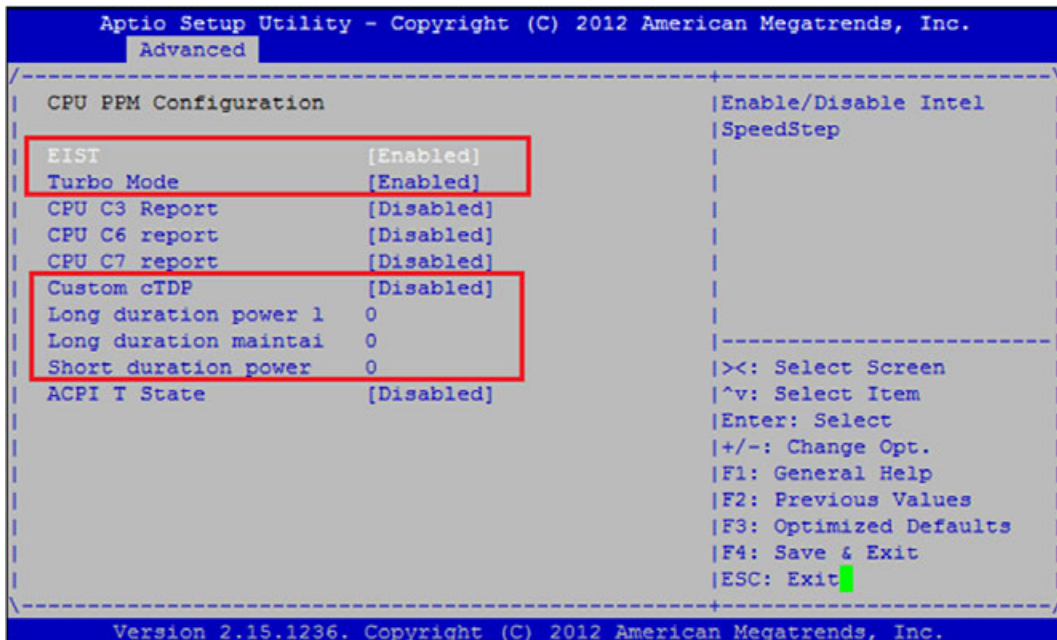 Aptio Setup Utility - Copyright (C) 2012 American Megatrends, Inc.
Advanced
CPU PPM Configuration
Enable/Disable Intel
SpeedStep
EIST [Enabled]
Turbo Mode [Enabled]
CPU C3 Report [Disabled]
CPU C6 report [Disabled]
CPU C7 report [Disabled]
Custom cTDP [Disabled]
Long duration power l 0
Long duration maintai 0
Short duration power 0
ACPI T State [Disabled]
><: Select Screen
^v: Select Item
Enter: Select
+/-: Change Opt.
F1: General Help
F2: Previous Values
F3: Optimized Defaults
F4: Save & Exit
ESC: Exit
Version 2.15.1236. Copyright (C) 2012 American Megatrends, Inc.